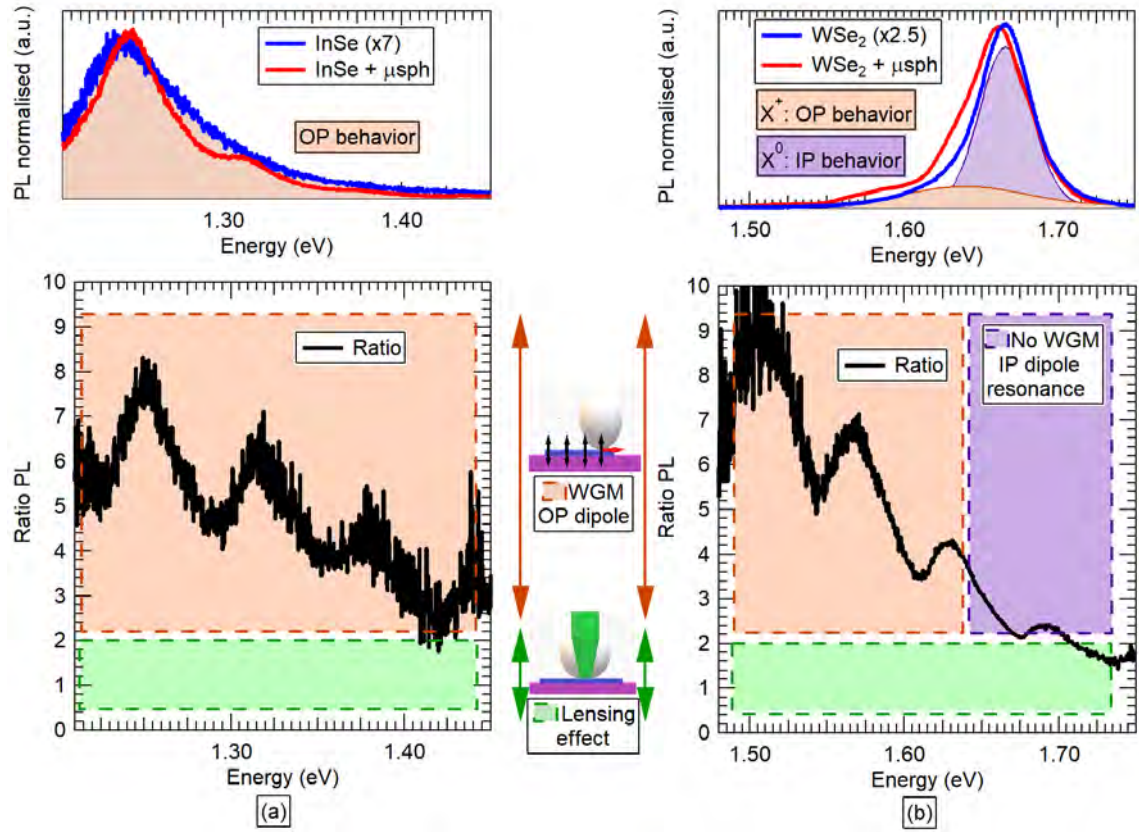 PL normalised (a.u.)
InSe (x7)
InSe + μsph
OP behavior
1.30
1.40
Energy (eV)
PL normalised (a.u.)
WSe2 (x2.5)
WSe2 + μsph
X+: OP behavior
X0: IP behavior
1.50
1.60
1.70
Energy (eV)
Ratio PL
10
9
8
7
6
5
4
3
2
1
0
Ratio
1.30
1.40
Energy (eV)
(a)
WGM
OP dipole
Lensing
effect
Ratio PL
10
9
8
7
6
5
4
3
2
1
0
Ratio
No WGM
IP dipole
resonance
1.50
1.60
1.70
Energy (eV)
(b)